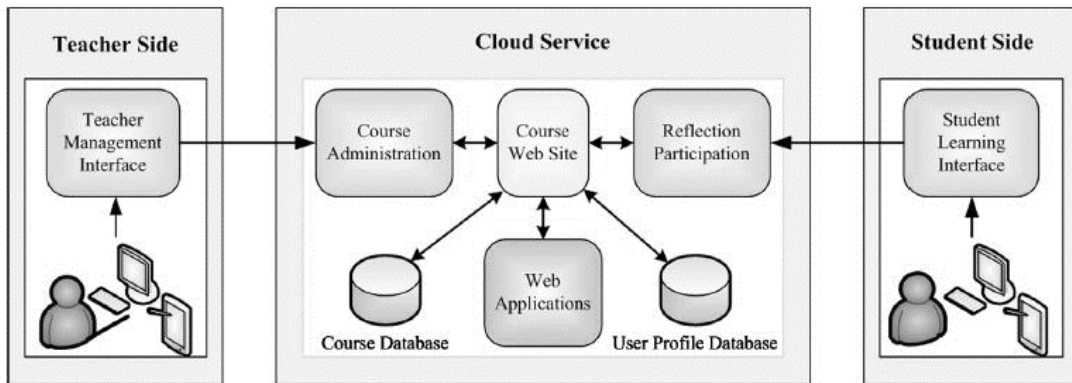 Teacher Side
Teacher
Management
Interface
Cloud Service
Course
Administration
Course
Web Site
Reflection
Participation
Course Database
Web
Applications
User Profile Database
Student Side
Student
Learning
Interface